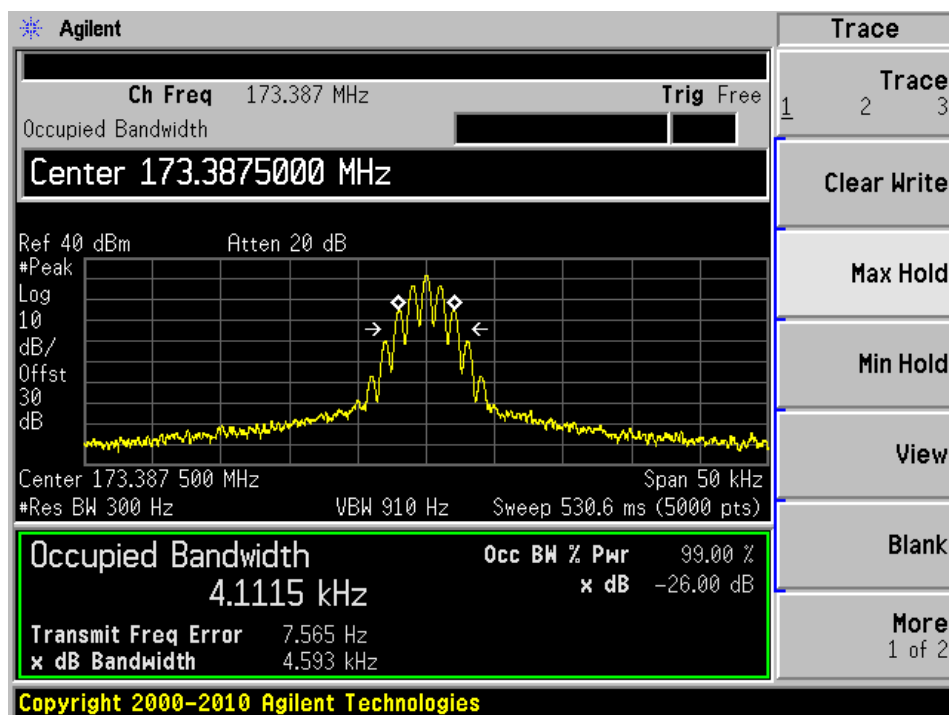 Agilent
Trace
Ch Freq 173.387 MHz Trig Free
Occupied Bandwidth
Center 173.3875000 MHz
Ref 40 dBm Atten 20 dB
#Peak
Log
10
dB/
Offst
30
dB
Center 173.387 500 MHz Span 50 kHz
#Res BW 300 Hz VBW 910 Hz Sweep 530.6 ms (5000 pts)
Occupied Bandwidth
4.1115 kHz
Occ BW % Pwr 99.00 %
x dB -26.00 dB
Transmit Freq Error 7.565 Hz
x dB Bandwidth 4.593 kHz
Copyright 2000-2010 Agilent Technologies
Trace
1 2 3
Clear Write
Max Hold
Min Hold
View
Blank
More
1 of 2